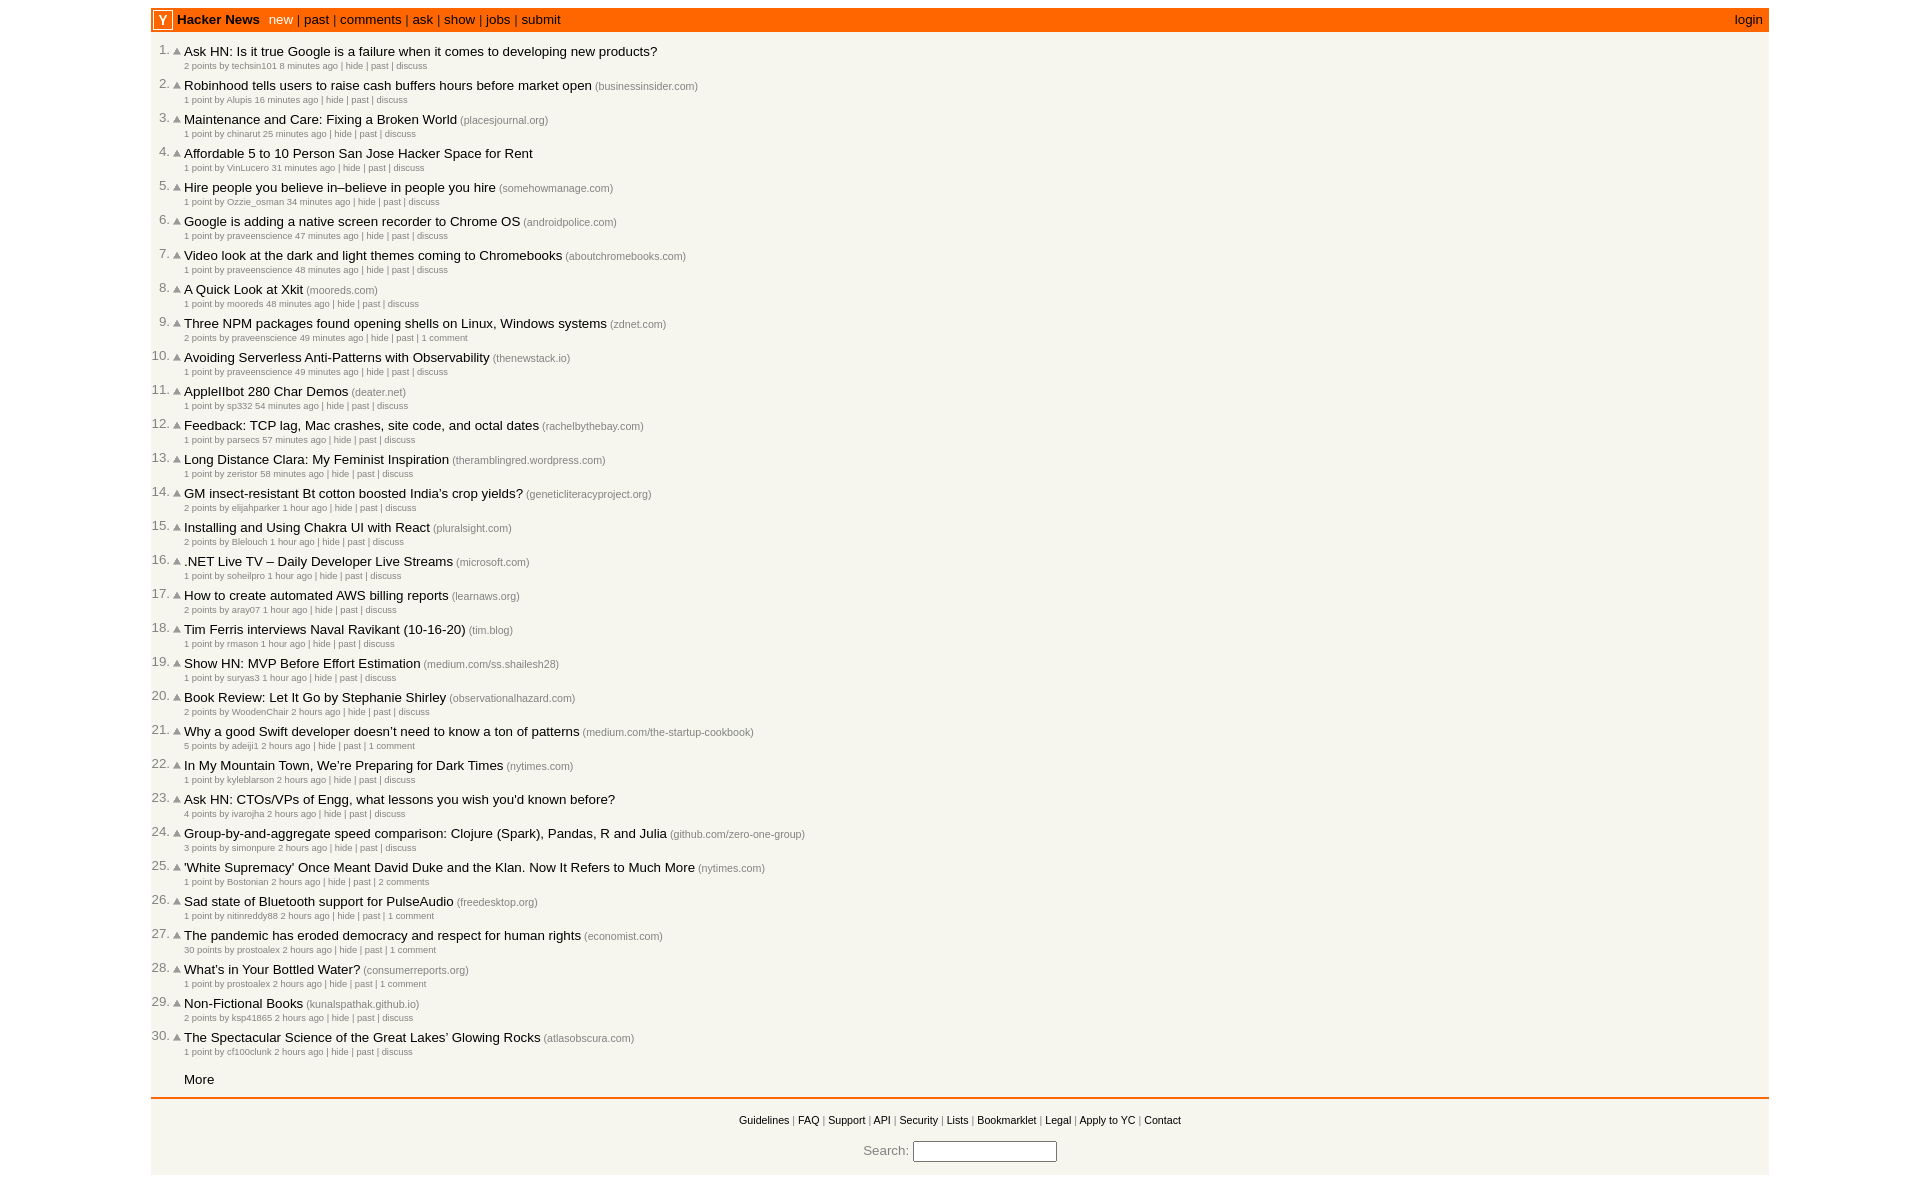 Y Hacker News new | past | comments | ask | show | jobs | submit login
1. Ask HN: Is it true Google is a failure when it comes to developing new products?
2 points by techsin101 8 minutes ago | hide | past | discuss
2. Robinhood tells users to raise cash buffers hours before market open (businessinsider.com)
1 point by Alupis 16 minutes ago | hide | past | discuss
3. Maintenance and Care: Fixing a Broken World (placesjournal.org)
1 point by chinarut 25 minutes ago | hide | past | discuss
4. Affordable 5 to 10 Person San Jose Hacker Space for Rent
1 point by VinLucero 31 minutes ago | hide | past | discuss
5. Hire people you believe in–believe in people you hire (somehowmanage.com)
1 point by Ozzie_osman 34 minutes ago | hide | past | discuss
6. Google is adding a native screen recorder to Chrome OS (androidpolice.com)
1 point by praveenscience 47 minutes ago | hide | past | discuss
7. Video look at the dark and light themes coming to Chromebooks (aboutchromebooks.com)
1 point by praveenscience 48 minutes ago | hide | past | discuss
8. A Quick Look at Xkit (mooreds.com)
1 point by mooreds 48 minutes ago | hide | past | discuss
9. Three NPM packages found opening shells on Linux, Windows systems (zdnet.com)
2 points by praveenscience 49 minutes ago | hide | past | 1 comment
10. Avoiding Serverless Anti-Patterns with Observability (thenewstack.io)
1 point by praveenscience 49 minutes ago | hide | past | discuss
11. AppleIIbot 280 Char Demos (deater.net)
1 point by sp332 54 minutes ago | hide | past | discuss
12. Feedback: TCP lag, Mac crashes, site code, and octal dates (rachelbythebay.com)
1 point by parsecs 57 minutes ago | hide | past | discuss
13. Long Distance Clara: My Feminist Inspiration (theramblingred.wordpress.com)
1 point by zeristor 58 minutes ago | hide | past | discuss
14. GM insect-resistant Bt cotton boosted India’s crop yields? (geneticliteracyproject.org)
2 points by elijahparker 1 hour ago | hide | past | discuss
15. Installing and Using Chakra UI with React (pluralsight.com)
2 points by Blelouch 1 hour ago | hide | past | discuss
16. .NET Live TV – Daily Developer Live Streams (microsoft.com)
1 point by soheilpro 1 hour ago | hide | past | discuss
17. How to create automated AWS billing reports (learnaws.org)
2 points by aray07 1 hour ago | hide | past | discuss
18. Tim Ferris interviews Naval Ravikant (10-16-20) (tim.blog)
1 point by rmason 1 hour ago | hide | past | discuss
19. Show HN: MVP Before Effort Estimation (medium.com/ss.shailesh28)
1 point by suryas3 1 hour ago | hide | past | discuss
20. Book Review: Let It Go by Stephanie Shirley (observationalhazard.com)
2 points by WoodenChair 2 hours ago | hide | past | discuss
21. Why a good Swift developer doesn’t need to know a ton of patterns (medium.com/the-startup-cookbook)
5 points by adeiji1 2 hours ago | hide | past | 1 comment
22. In My Mountain Town, We’re Preparing for Dark Times (nytimes.com)
1 point by kyleblarson 2 hours ago | hide | past | discuss
23. Ask HN: CTOs/VPs of Engg, what lessons you wish you'd known before?
4 points by ivarojha 2 hours ago | hide | past | discuss
24. Group-by-and-aggregate speed comparison: Clojure (Spark), Pandas, R and Julia (github.com/zero-one-group)
3 points by simonpure 2 hours ago | hide | past | discuss
25. 'White Supremacy' Once Meant David Duke and the Klan. Now It Refers to Much More (nytimes.com)
1 point by Bostonian 2 hours ago | hide | past | 2 comments
26. Sad state of Bluetooth support for PulseAudio (freedesktop.org)
1 point by nitinreddy88 2 hours ago | hide | past | 1 comment
27. The pandemic has eroded democracy and respect for human rights (economist.com)
30 points by prostoalex 2 hours ago | hide | past | 1 comment
28. What’s in Your Bottled Water? (consumerreports.org)
1 point by prostoalex 2 hours ago | hide | past | 1 comment
29. Non-Fictional Books (kunalspathak.github.io)
2 points by ksp41865 2 hours ago | hide | past | discuss
30. The Spectacular Science of the Great Lakes’ Glowing Rocks (atlasobscura.com)
1 point by cf100clunk 2 hours ago | hide | past | discuss
More
Guidelines | FAQ | Support | API | Security | Lists | Bookmarklet | Legal | Apply to YC | Contact
Search: